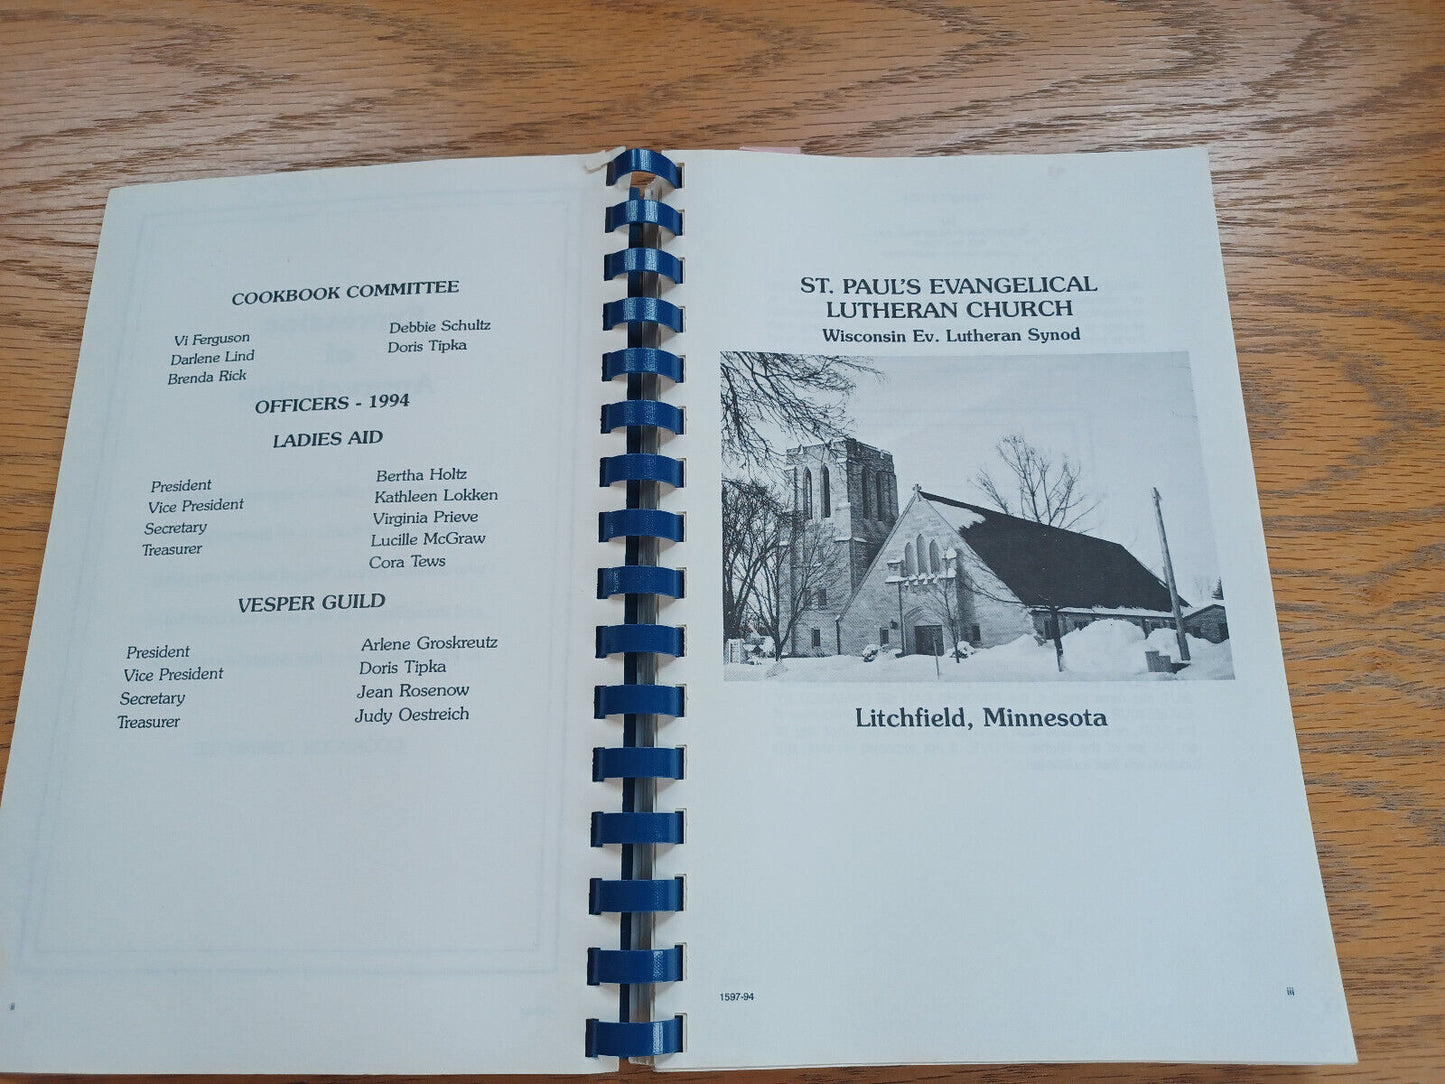 COOKBOOK COMMITTEE
Vi Ferguson Debbie Schultz
Darlene Lind Doris Tipka
Brenda Rick
OFFICERS - 1994
LADIES AID
President Bertha Holtz
Vice President Kathleen Lokken
Secretary Virginia Prieve
Treasurer Lucille McGraw
Cora Tews
VESPER GUILD
President Arlene Groskreutz
Vice President Doris Tipka
Secretary Jean Rosenow
Treasurer Judy Oestreich
ii
ST. PAUL'S EVANGELICAL
LUTHERAN CHURCH
Wisconsin Ev. Lutheran Synod
Litchfield, Minnesota
1597-94
iii